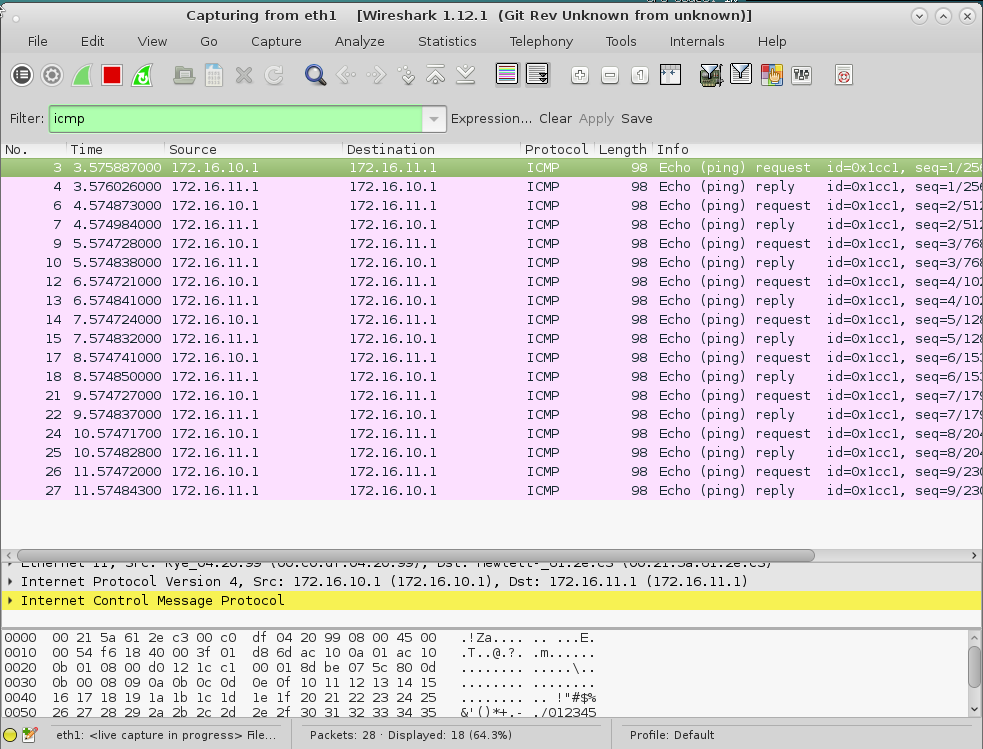 Capturing from eth1 [Wireshark 1.12.1 (Git Rev Unknown from unknown)]
File Edit View Go Capture Analyze Statistics Telephony Tools Internals Help
Filter: icmp Expression... Clear Apply Save
No. Time Source Destination Protocol Length Info
3 3.575887000 172.16.10.1 172.16.11.1 ICMP 98 Echo (ping) request id=0x1cc1, seq=1/256
4 3.576026000 172.16.11.1 172.16.10.1 ICMP 98 Echo (ping) reply id=0x1cc1, seq=1/256
6 4.574873000 172.16.10.1 172.16.11.1 ICMP 98 Echo (ping) request id=0x1cc1, seq=2/512
7 4.574984000 172.16.11.1 172.16.10.1 ICMP 98 Echo (ping) reply id=0x1cc1, seq=2/512
9 5.574728000 172.16.10.1 172.16.11.1 ICMP 98 Echo (ping) request id=0x1cc1, seq=3/768
10 5.574838000 172.16.11.1 172.16.10.1 ICMP 98 Echo (ping) reply id=0x1cc1, seq=3/768
12 6.574721000 172.16.10.1 172.16.11.1 ICMP 98 Echo (ping) request id=0x1cc1, seq=4/102
13 6.574841000 172.16.11.1 172.16.10.1 ICMP 98 Echo (ping) reply id=0x1cc1, seq=4/102
14 7.574724000 172.16.10.1 172.16.11.1 ICMP 98 Echo (ping) request id=0x1cc1, seq=5/128
15 7.574832000 172.16.11.1 172.16.10.1 ICMP 98 Echo (ping) reply id=0x1cc1, seq=5/128
17 8.574741000 172.16.10.1 172.16.11.1 ICMP 98 Echo (ping) request id=0x1cc1, seq=6/153
18 8.574850000 172.16.11.1 172.16.10.1 ICMP 98 Echo (ping) reply id=0x1cc1, seq=6/153
21 9.574727000 172.16.10.1 172.16.11.1 ICMP 98 Echo (ping) request id=0x1cc1, seq=7/179
22 9.574837000 172.16.11.1 172.16.10.1 ICMP 98 Echo (ping) reply id=0x1cc1, seq=7/179
24 10.57471700 172.16.10.1 172.16.11.1 ICMP 98 Echo (ping) request id=0x1cc1, seq=8/204
25 10.57482800 172.16.11.1 172.16.10.1 ICMP 98 Echo (ping) reply id=0x1cc1, seq=8/204
26 11.57472000 172.16.10.1 172.16.11.1 ICMP 98 Echo (ping) request id=0x1cc1, seq=9/230
27 11.57484300 172.16.11.1 172.16.10.1 ICMP 98 Echo (ping) reply id=0x1cc1, seq=9/230
Ethernet II, Src: Rye_04:20:99 (00:c0:df:04:20:99), Dst: Hewlett-_61:2e:c3 (00:21:5a:61:2e:c3)
Internet Protocol Version 4, Src: 172.16.10.1 (172.16.10.1), Dst: 172.16.11.1 (172.16.11.1)
Internet Control Message Protocol
0000 00 21 5a 61 2e c3 00 c0 df 04 20 99 08 00 45 00 .!Za.... .. ...E.
0010 00 54 f6 18 40 00 3f 01 d8 6d ac 10 0a 01 ac 10 .T..@.?. .m......
0020 0b 01 08 00 d0 12 1c c1 00 01 8d be 07 5c 80 0d ........ .....\..
0030 0b 00 08 09 0a 0b 0c 0d 0e 0f 10 11 12 13 14 15 ........ ........
0040 16 17 18 19 1a 1b 1c 1d 1e 1f 20 21 22 23 24 25 ........ .. !"#$%
0050 26 27 28 29 2a 2b 2c 2d 2e 2f 30 31 32 33 34 35 &'()*+,- ./012345
eth1: <live capture in progress> File... Packets: 28 · Displayed: 18 (64.3%) Profile: Default